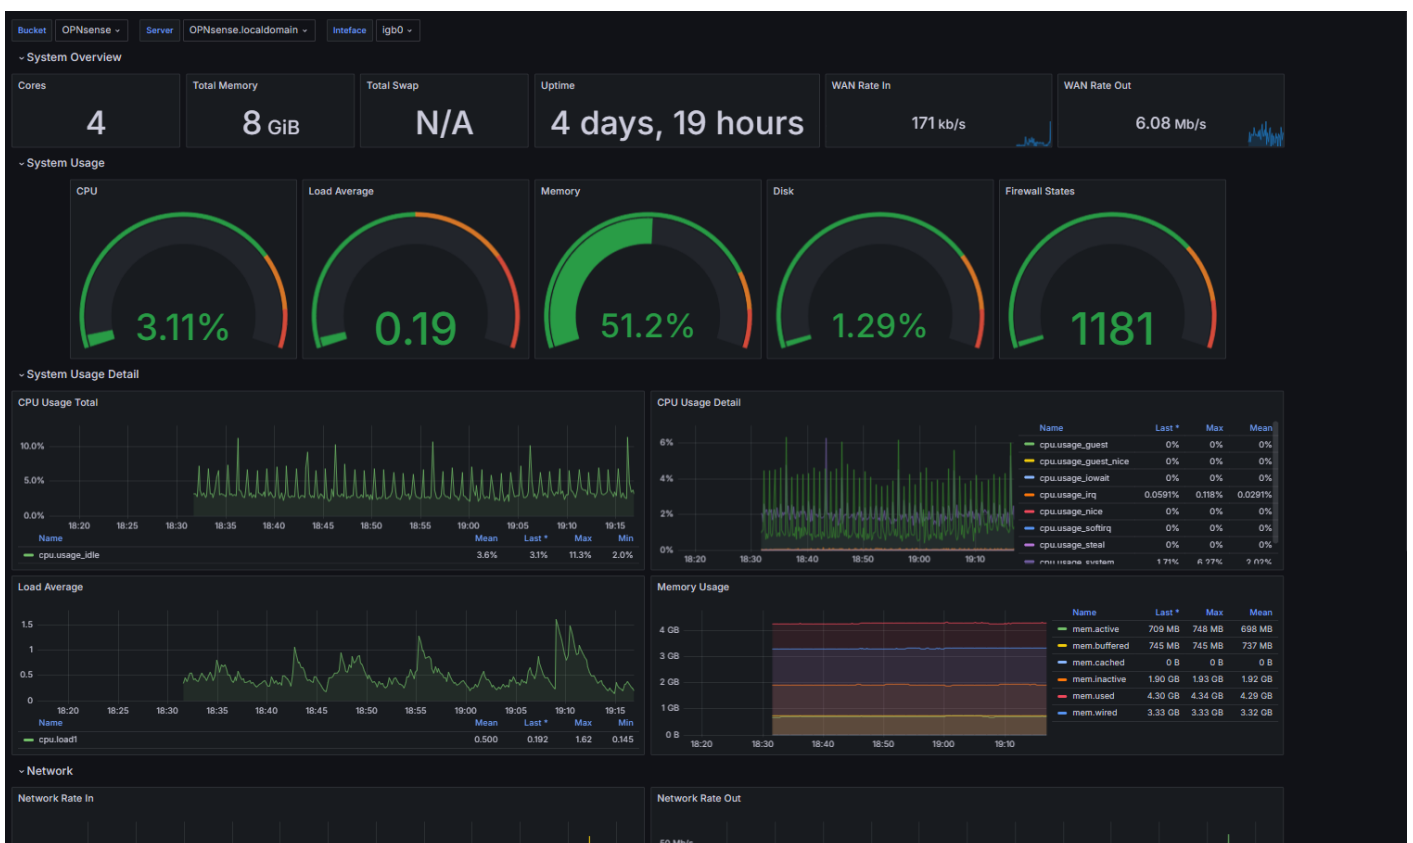 Bucket OPNsense Server OPNsense.localdomain Inteface igb0
System Overview
Cores Total Memory Total Swap Uptime WAN Rate In WAN Rate Out
4 8 GiB N/A 4 days, 19 hours 171 kb/s 6.08 Mb/s
System Usage
CPU Load Average Memory Disk Firewall States
3.11% 0.19 51.2% 1.29% 1181
System Usage Detail
CPU Usage Total
10.0%
5.0%
0.0%
18:20 18:25 18:30 18:35 18:40 18:45 18:50 18:55 19:00 19:05 19:10 19:15
Name Mean Last * Max Min
cpu.usage_idle 3.6% 3.1% 11.3% 2.0%
CPU Usage Detail
6%
4%
2%
0%
18:20 18:30 18:40 18:50 19:00 19:10
Name Last * Max Mean
cpu.usage_guest 0% 0% 0%
cpu.usage_guest_nice 0% 0% 0%
cpu.usage_iowait 0% 0% 0%
cpu.usage_irq 0.0591% 0.118% 0.0291%
cpu.usage_nice 0% 0% 0%
cpu.usage_softirq 0% 0% 0%
cpu.usage_steal 0% 0% 0%
cpu.usage_system 1.71% 6.27% 2.02%
Load Average
1.5
1
0.5
0
18:20 18:25 18:30 18:35 18:40 18:45 18:50 18:55 19:00 19:05 19:10 19:15
Name Mean Last * Max Min
cpu.load1 0.500 0.192 1.62 0.145
Memory Usage
4 GB
3 GB
2 GB
1 GB
0 B
18:20 18:30 18:40 18:50 19:00 19:10
Name Last * Max Mean
mem.active 709 MB 748 MB 698 MB
mem.buffered 745 MB 745 MB 737 MB
mem.cached 0 B 0 B 0 B
mem.inactive 1.90 GB 1.93 GB 1.92 GB
mem.used 4.30 GB 4.34 GB 4.29 GB
mem.wired 3.33 GB 3.33 GB 3.32 GB
Network
Network Rate In
Network Rate Out
50 Mb/s